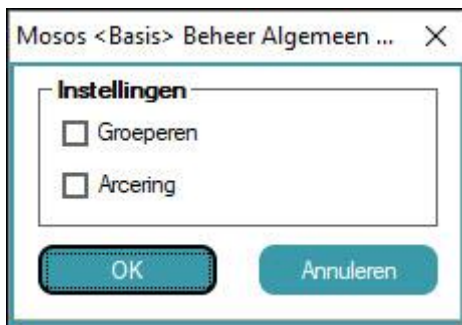 Mosos <Basis> Beheer Algemeen ...
Instellingen
Groeperen
Arcering
OK
Annuleren